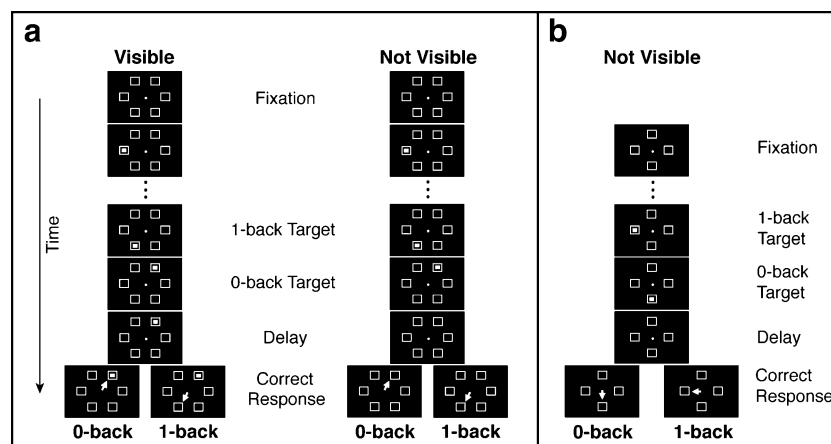 a
Visible
Not Visible
Fixation
1-back Target
0-back Target
Delay
Correct
Response
Time
0-back
1-back
0-back
1-back
b
Not Visible
Fixation
1-back
Target
0-back
Target
Delay
Correct
Response
0-back
1-back